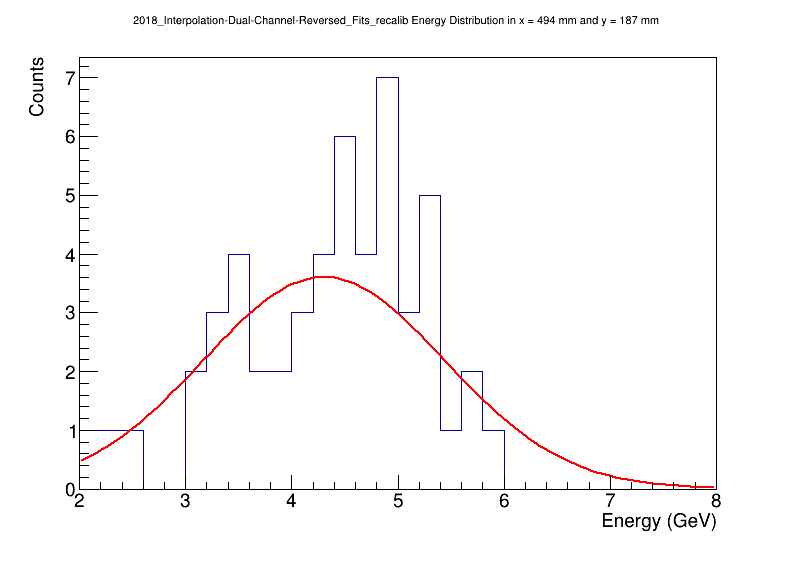 2018_Interpolation-Dual-Channel-Reversed_Fits_recalib Energy Distribution in x = 494 mm and y = 187 mm
Counts
7
6
5
4
3
2
1
0
2 3 4 5 6 7 8
Energy (GeV)